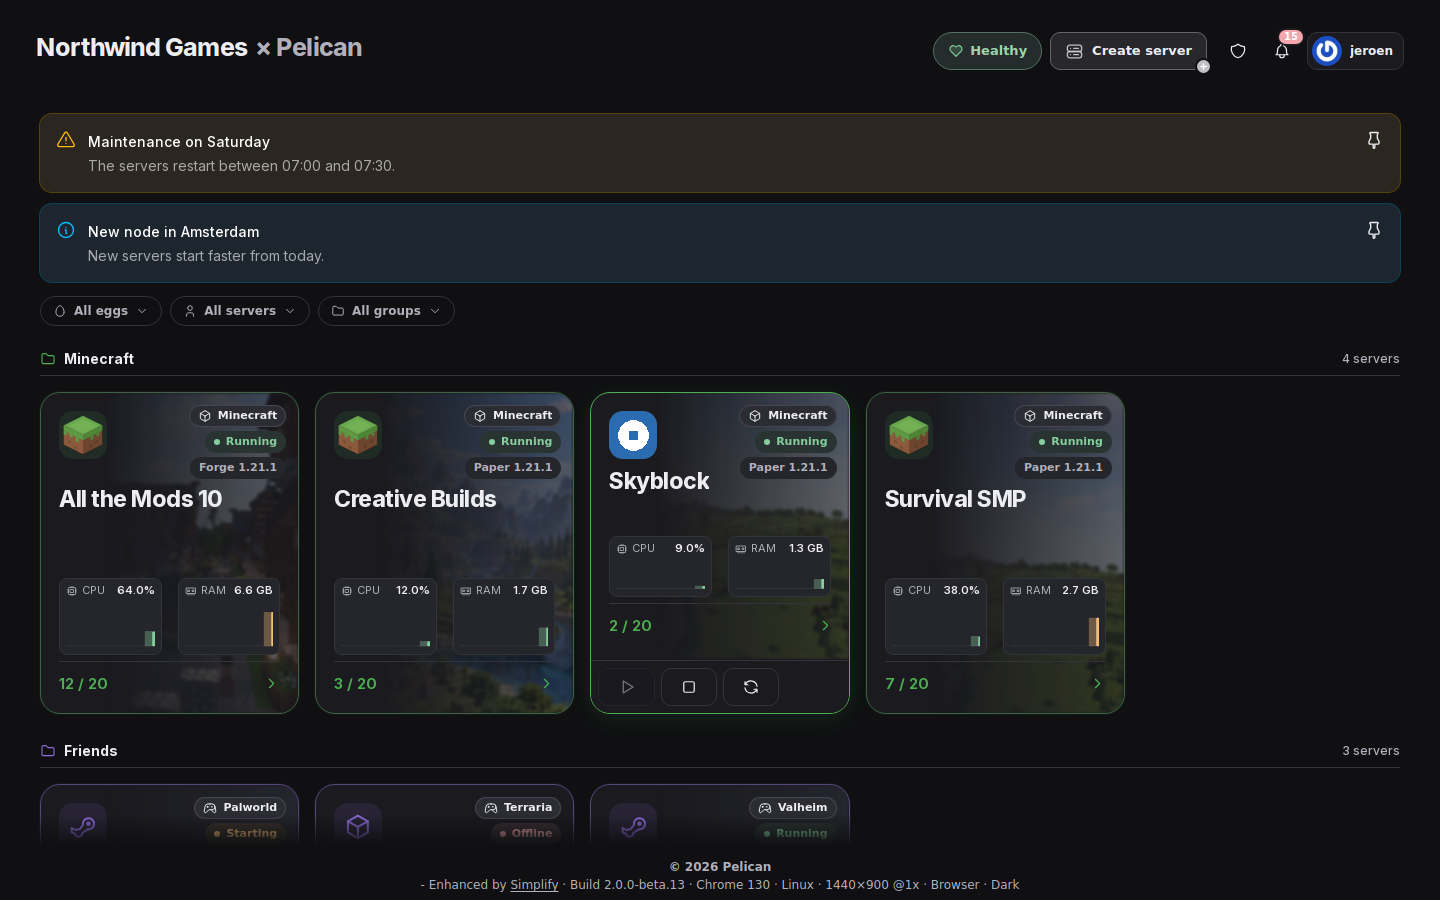 Northwind Games × Pelican
Healthy
Create server
15
jeroen
Maintenance on Saturday
The servers restart between 07:00 and 07:30.
New node in Amsterdam
New servers start faster from today.
All eggs
All servers
All groups
Minecraft
4 servers
Minecraft
Running
Forge 1.21.1
All the Mods 10
CPU 64.0%
RAM 6.6 GB
12 / 20
Minecraft
Running
Paper 1.21.1
Creative Builds
CPU 12.0%
RAM 1.7 GB
3 / 20
Minecraft
Running
Paper 1.21.1
Skyblock
CPU 9.0%
RAM 1.3 GB
2 / 20
Minecraft
Running
Paper 1.21.1
Survival SMP
CPU 38.0%
RAM 2.7 GB
7 / 20
Friends
3 servers
Palworld
Starting
Terraria
Offline
Valheim
Running
© 2026 Pelican
- Enhanced by Simplify · Build 2.0.0-beta.13 · Chrome 130 · Linux · 1440×900 @1x · Browser · Dark